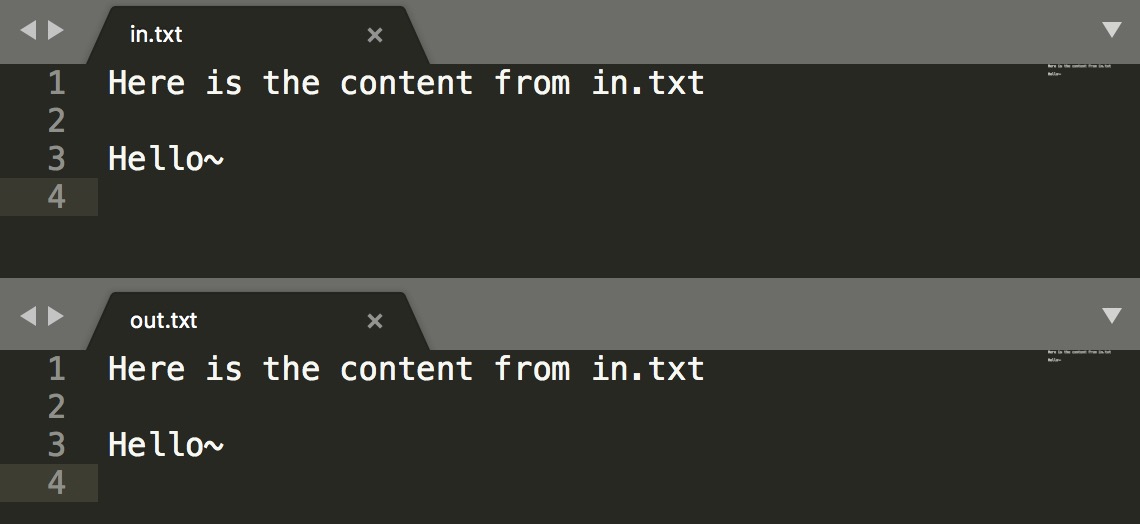 in.txt ×
1 Here is the content from in.txt
2
3 Hello~
4
out.txt ×
1 Here is the content from in.txt
2
3 Hello~
4